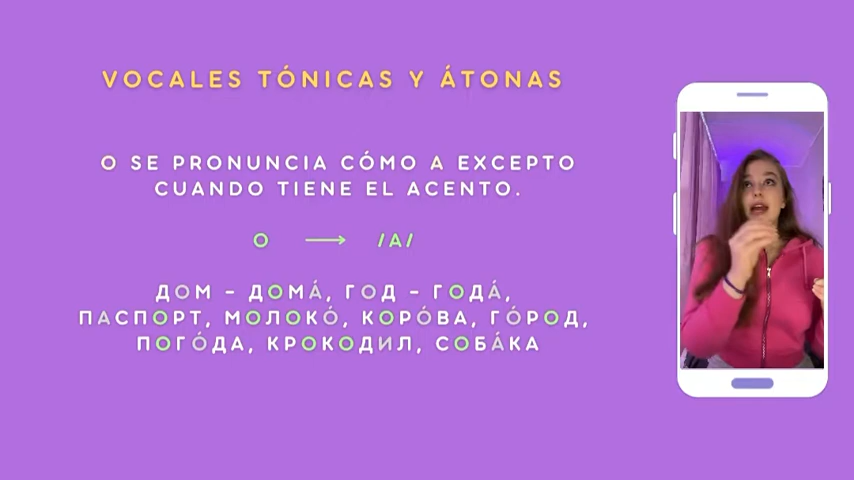 VOCALES TÓNICAS Y ÁTONAS
O SE PRONUNCIA CÓMO A EXCEPTO
CUANDO TIENE EL ACENTO.
O ⟶ /A/
ДОМ – ДОМÁ, ГОД – ГОДÁ,
ПАСПОРТ, МОЛОКÓ, КОРÓВА, ГÓРОД,
ПОГÓДА, КРОКОДИЛ, СОБÁКА